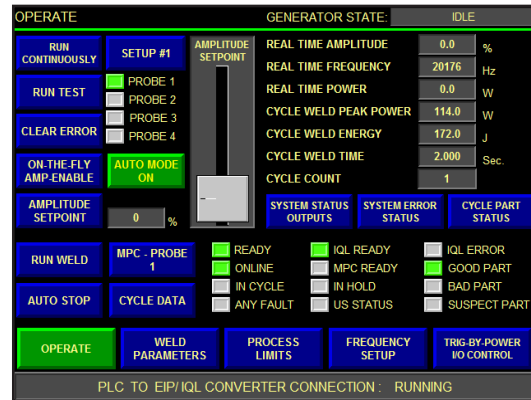 OPERATE
GENERATOR STATE: IDLE
RUN CONTINUOUSLY
SETUP #1
AMPLITUDE SETPOINT
REAL TIME AMPLITUDE 0.0 %
REAL TIME FREQUENCY 20176 Hz
REAL TIME POWER 0.0 W
CYCLE WELD PEAK POWER 114.0 W
CYCLE WELD ENERGY 172.0 J
CYCLE WELD TIME 2.000 Sec.
CYCLE COUNT 1
RUN TEST
PROBE 1
PROBE 2
PROBE 3
PROBE 4
CLEAR ERROR
ON-THE-FLY
AMP-ENABLE
AUTO MODE
ON
AMPLITUDE
SETPOINT
0 %
SYSTEM STATUS
OUTPUTS
SYSTEM ERROR
STATUS
CYCLE PART
STATUS
RUN WELD
MPC - PROBE
1
READY
IQL READY
IQL ERROR
ONLINE
MPC READY
GOOD PART
AUTO STOP
CYCLE DATA
IN CYCLE
IN HOLD
BAD PART
ANY FAULT
US STATUS
SUSPECT PART
OPERATE
WELD
PARAMETERS
PROCESS
LIMITS
FREQUENCY
SETUP
TRIG-BY-POWER
I/O CONTROL
PLC TO EIP/ IQL CONVERTER CONNECTION : RUNNING